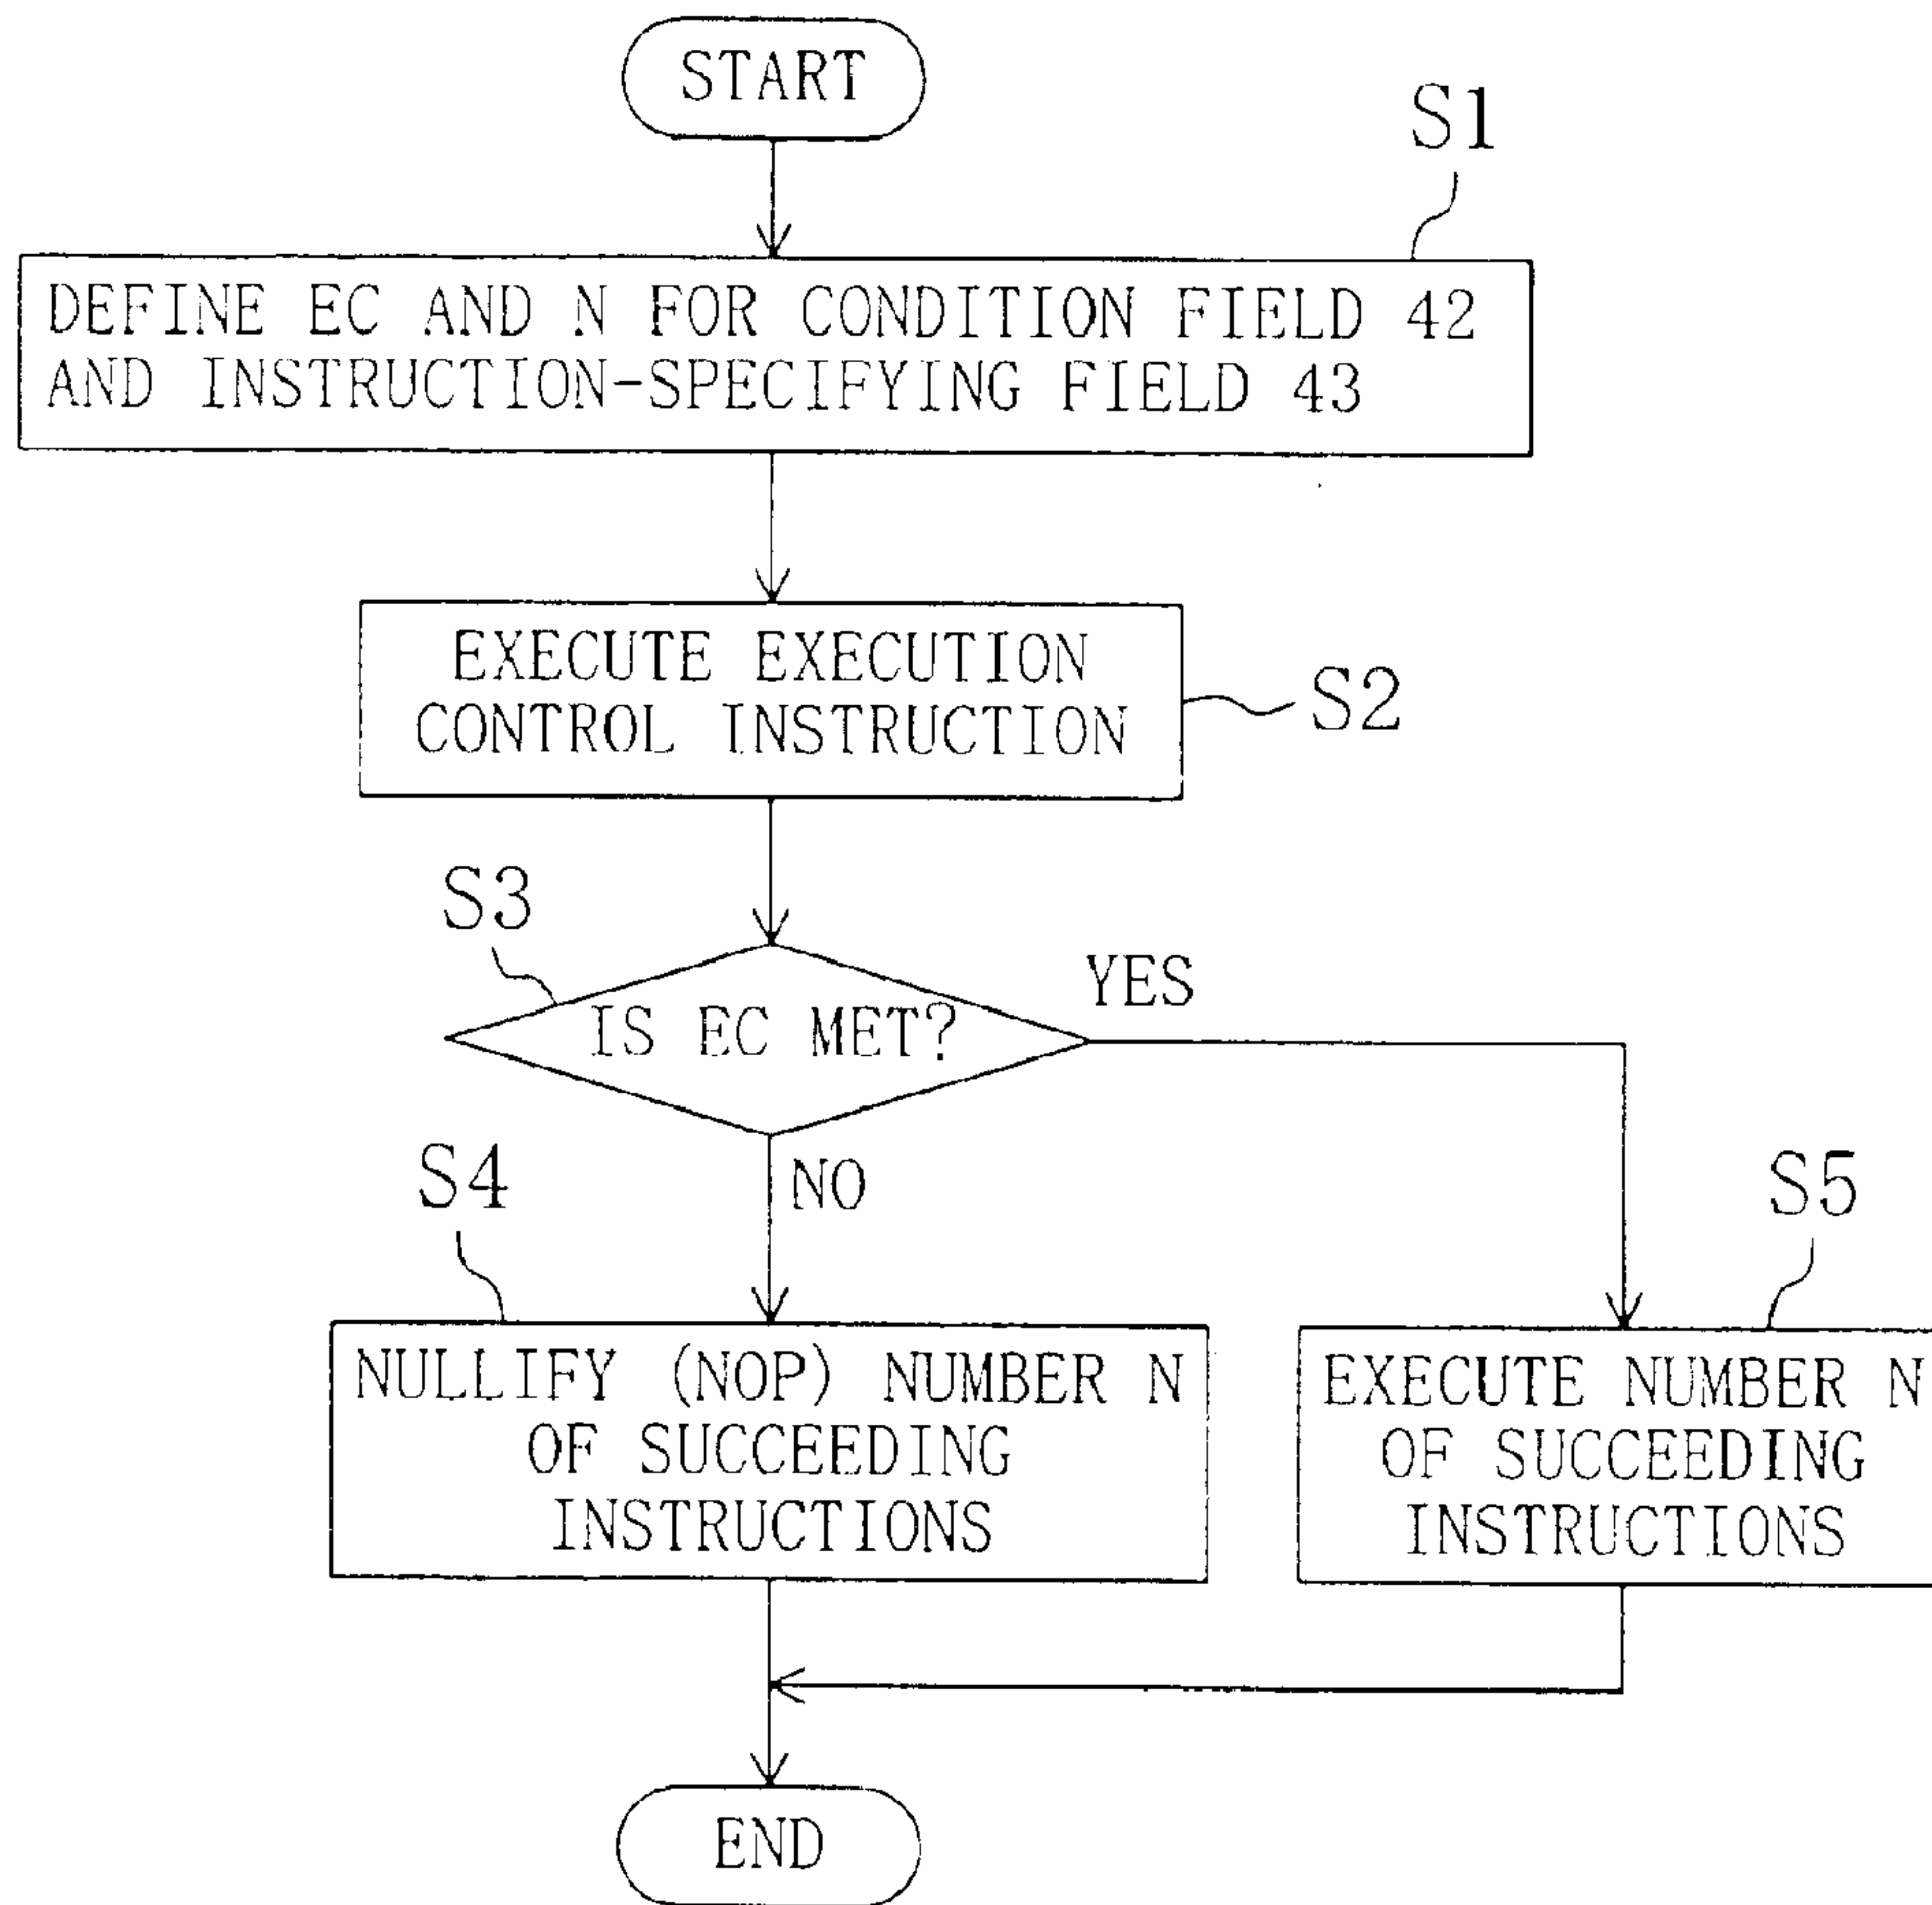 START
S1
DEFINE EC AND N FOR CONDITION FIELD 42
AND INSTRUCTION-SPECIFYING FIELD 43
EXECUTE EXECUTION
CONTROL INSTRUCTION
S2
S3
IS EC MET?
YES
NO
S4
NULLIFY (NOP) NUMBER N
OF SUCCEEDING
INSTRUCTIONS
S5
EXECUTE NUMBER N
OF SUCCEEDING
INSTRUCTIONS
END